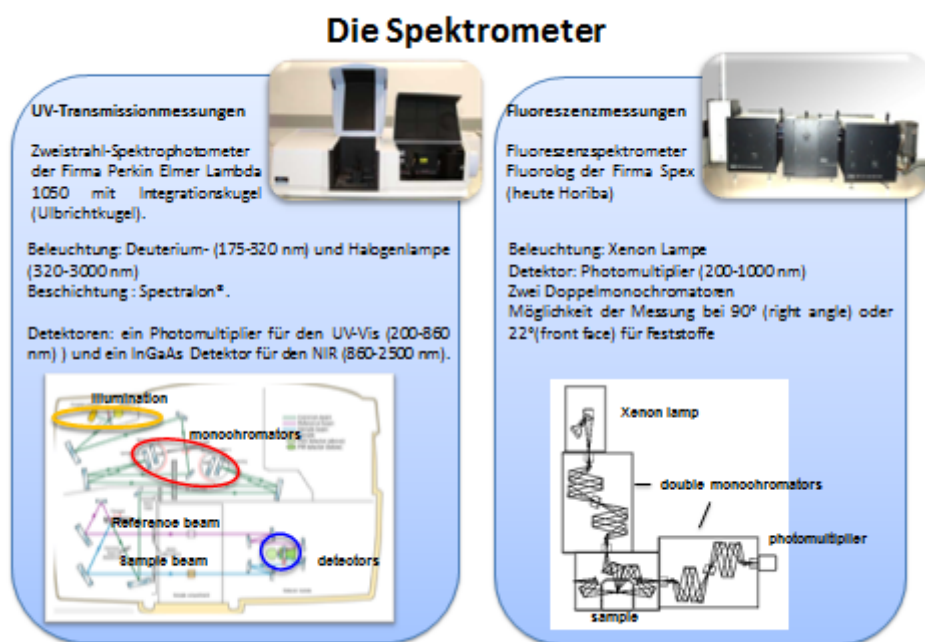 Die Spektrometer
UV-Transmissionmessungen
Zweistrahl-Spektrophotometer
der Firma Perkin Elmer Lambda
1050 mit Integrationskugel
(Ulbrichtkugel).
Beleuchtung: Deuterium- (175-320 nm) und Halogenlampe
(320-3000 nm)
Beschichtung : Spectralon®.
Detektoren: ein Photomultiplier für den UV-Vis (200-860
nm) ) und ein InGaAs Detektor für den NIR (860-2500 nm).
illumination
monochromators
Reference beam
Sample beam
detectors
Fluoreszenzmessungen
Fluoreszenzspektrometer
Fluorolog der Firma Spex
(heute Horiba)
Beleuchtung: Xenon Lampe
Detektor: Photomultiplier (200-1000 nm)
Zwei Doppelmonochromatoren
Möglichkeit der Messung bei 90° (right angle) oder
22°(front face) für Feststoffe
Xenon lamp
double monochromators
photomultiplier
sample